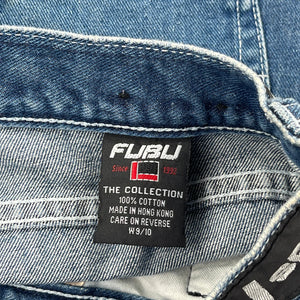 FUBU
Since 1992
THE COLLECTION
100% COTTON
MADE IN HONG KONG
CARE ON REVERSE
W9/10